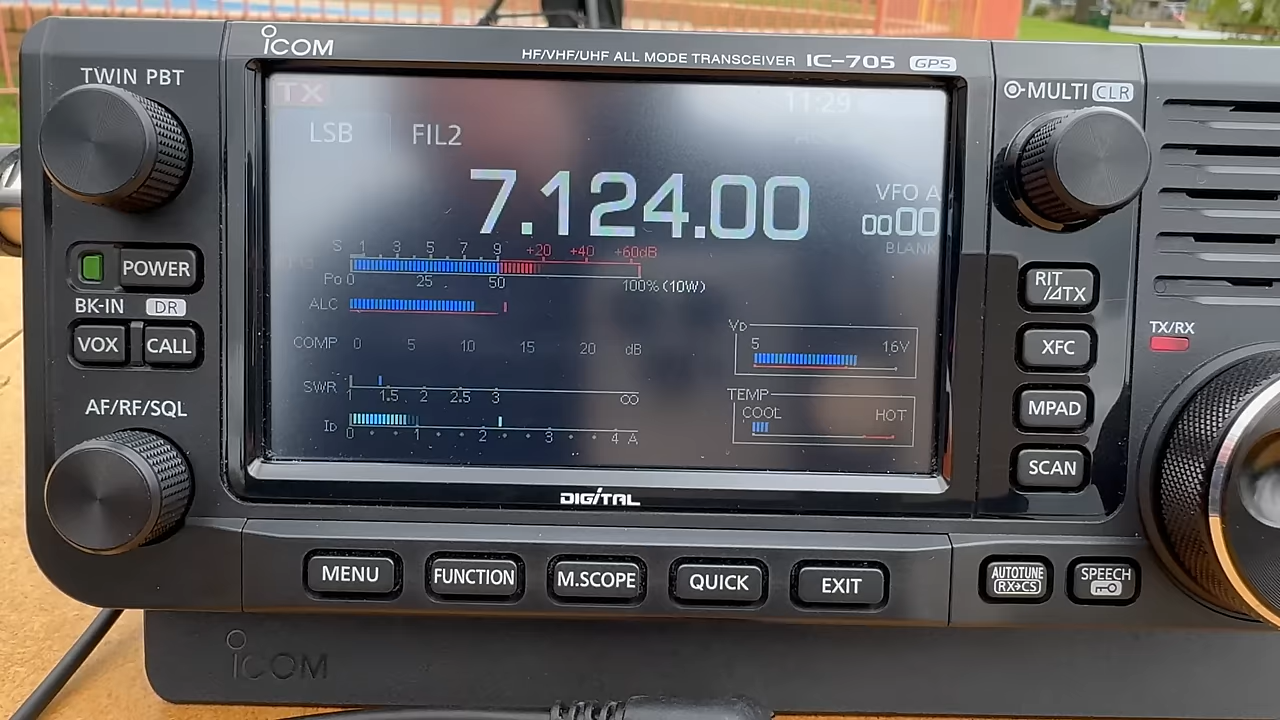 ICOM
HF/VHF/UHF ALL MODE TRANSCEIVER IC-705 GPS
TWIN PBT
MULTI CLR
TX
11:29
LSB FIL2
7.124.00
VFO A
0000
BLANK
S 1 3 5 7 9 +20 +40 +60dB
Po 0 25 50 100% (10W)
ALC
COMP 0 5 10 15 20 dB
SWR 1 1.5 2 2.5 3 ∞
ID 0 1 2 3 4 A
VD
5 16V
TEMP
COOL HOT
POWER
BK-IN DR
VOX CALL
AF/RF/SQL
RIT
/⊿TX
XFC
MPAD
SCAN
TX/RX
DIGITAL
MENU FUNCTION M.SCOPE QUICK EXIT
AUTOTUNE
RX→CS
SPEECH
ICOM